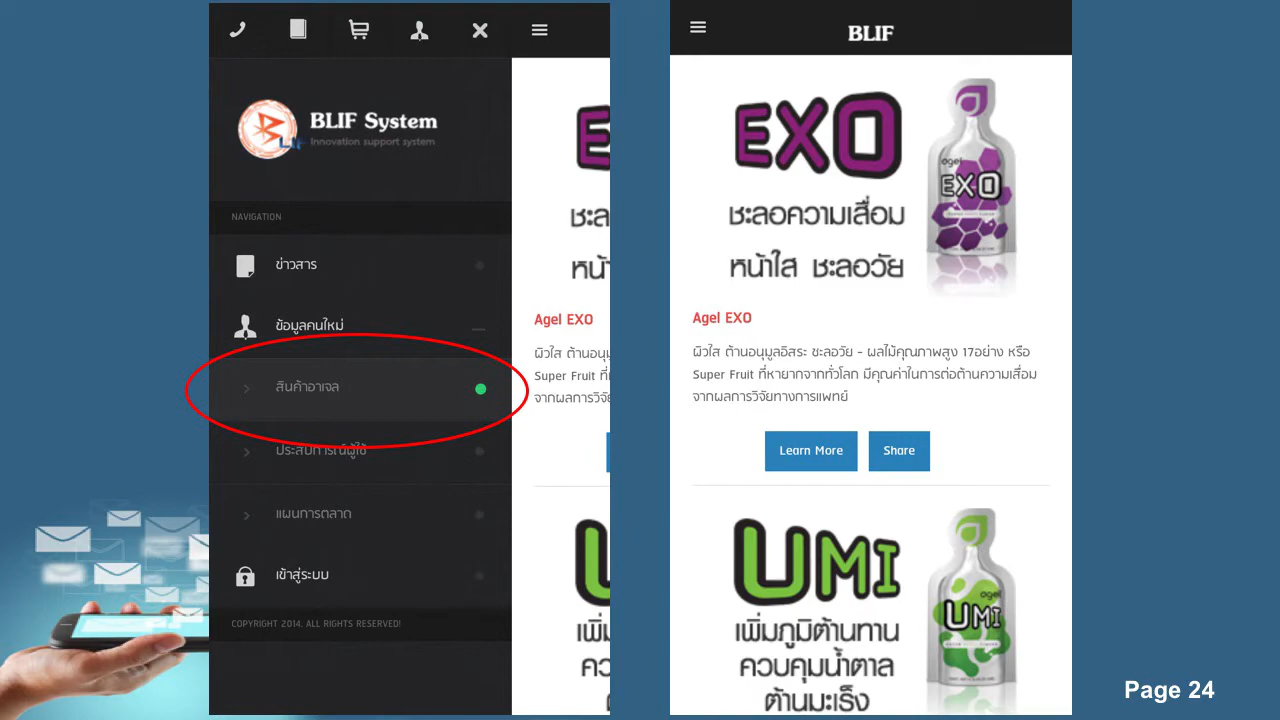 BLIF System
Innovation support system
NAVIGATION
ข่าวสาร
ข้อมูลคนใหม่
สินค้าอาเจล
ประสบการณ์ผู้ใช้
แผนการตลาด
เข้าสู่ระบบ
COPYRIGHT 2014. ALL RIGHTS RESERVED!
ชะล
หน้า
Agel EXO
ผิวใส ต้านอนุมู
Super Fruit ที่
จากผลการวิจัย
เพิ่
คว
ต้
BLIF
EXO
ชะลอความเสื่อม
หน้าใส ชะลอวัย
agel
EXO
Agel EXO
ผิวใส ต้านอนุมูลอิสระ ชะลอวัย - ผลไม้คุณภาพสูง 17อย่าง หรือ
Super Fruit ที่หายากจากทั่วโลก มีคุณค่าในการต่อต้านความเสื่อม
จากผลการวิจัยทางการแพทย์
Learn More
Share
UMI
เพิ่มภูมิต้านทาน
ควบคุมน้ำตาล
ต้านมะเร็ง
agel
UMI
Page 24